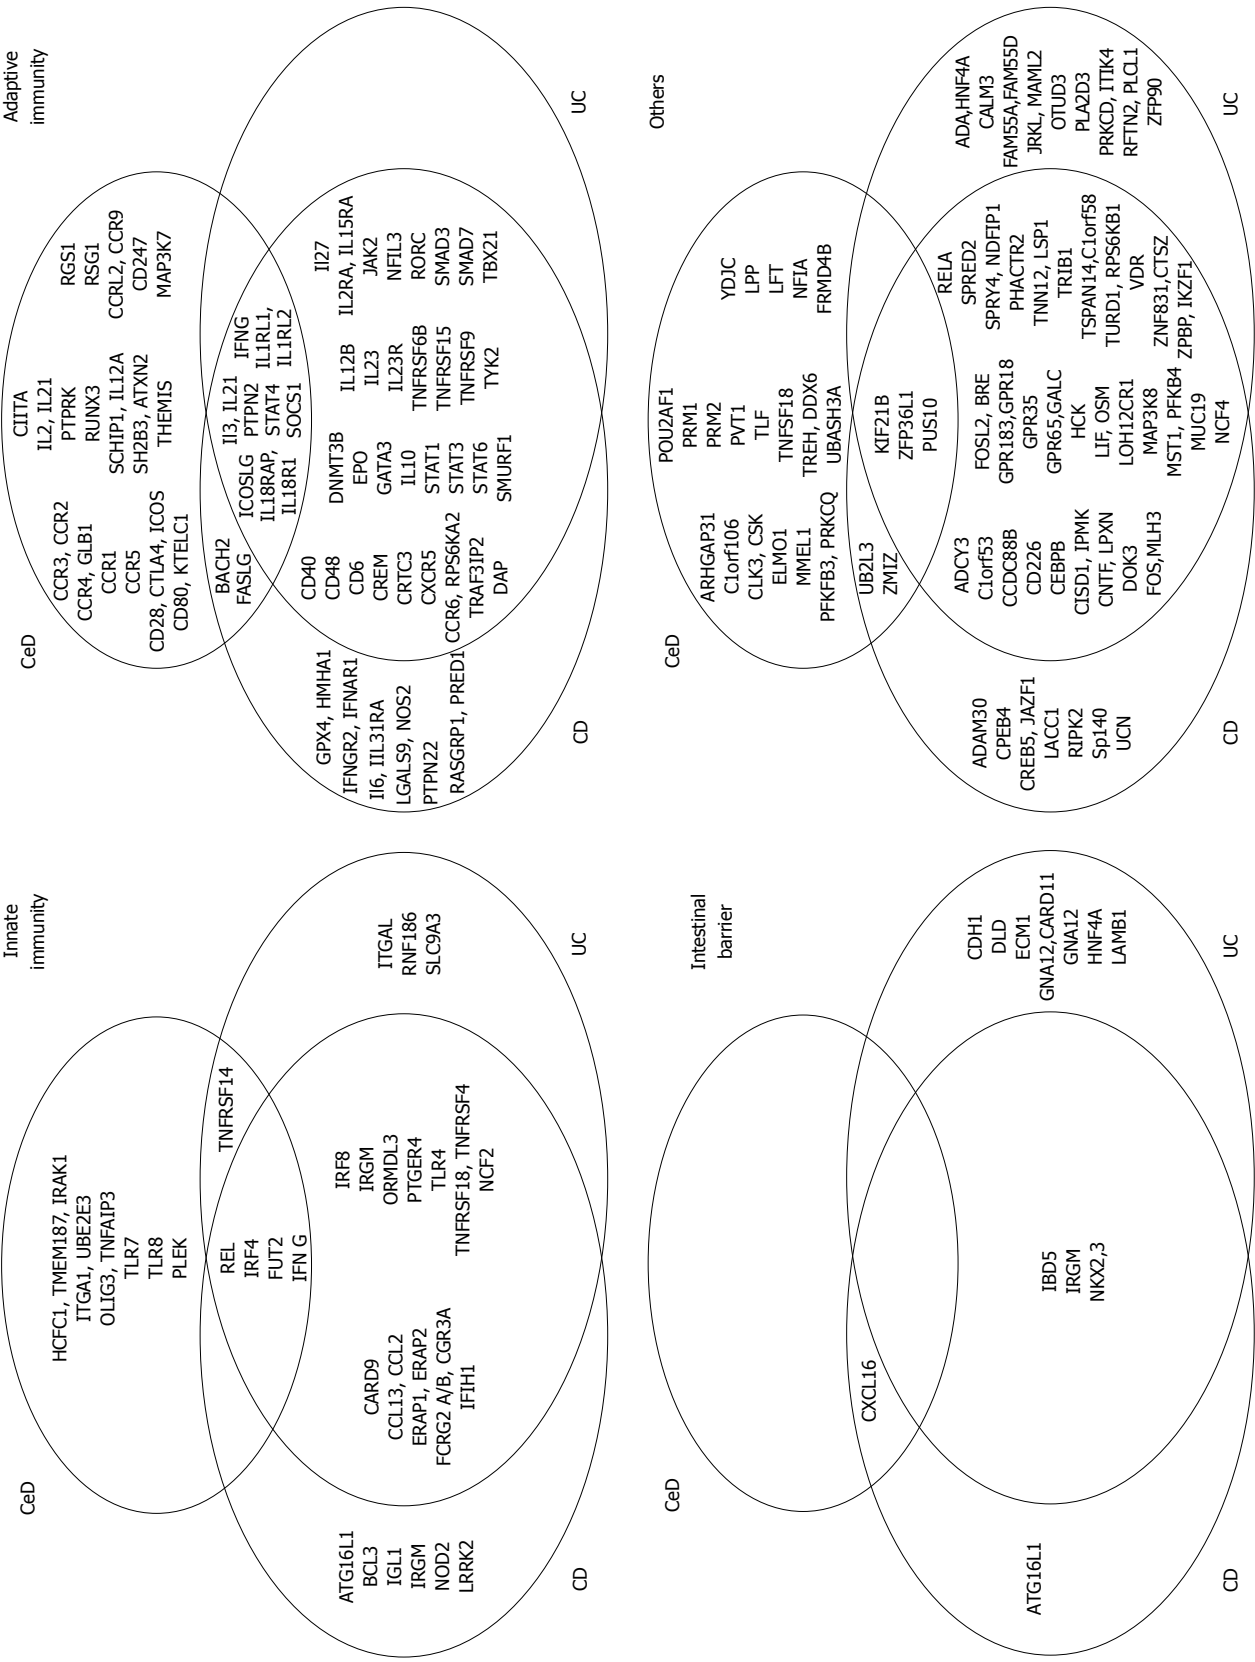 Innate
immunity
CeD
HCFC1, TMEM187, IRAK1
ITGA1, UBE2E3
OLIG3, TNFAIP3
TLR7
TLR8
PLEK
TNFRSF14
REL
IRF4
FUT2
IFN G
ATG16L1
BCL3
IGL1
IRGM
NOD2
LRRK2
CARD9
CCL13, CCL2
ERAP1, ERAP2
FCRG2 A/B, CGR3A
IFIH1
IRF8
IRGM
ORMDL3
PTGER4
TLR4
TNFRSF18, TNFRSF4
NCF2
ITGAL
RNF186
SLC9A3
CD
UC
Adaptive
immunity
CeD
CCR3, CCR2
CCR4, GLB1
CCR1
CCR5
CD28, CTLA4, ICOS
CD80, KTELC1
CIITA
IL2, IL21
PTPRK
RUNX3
SCHIP1, IL12A
SH2B3, ATXN2
THEMIS
RGS1
RSG1
CCRL2, CCR9
CD247
MAP3K7
BACH2
FASLG
ICOSLG
IL18RAP,
IL18R1
Il3, IL21
PTPN2
STAT4
SOCS1
IFNG
IL1RL1,
IL1RL2
GPX4, HMHA1
IFNGR2, IFNAR1
Il6, IIL31RA
LGALS9, NOS2
PTPN22
RASGRP1, PRED1
CD40
CD48
CD6
CREM
CRTC3
CXCR5
CCR6, RPS6KA2
TRAF3IP2
DAP
DNMT3B
EPO
GATA3
IL10
STAT1
STAT3
STAT6
SMURF1
IL12B
IL23
IL23R
TNFRSF6B
TNFRSF15
TNFRSF9
TYK2
Il27
IL2RA, IL15RA
JAK2
NFIL3
RORC
SMAD3
SMAD7
TBX21
CD
UC
Intestinal
barrier
CeD
CXCL16
ATG16L1
IBD5
IRGM
NKX2,3
CDH1
DLD
ECM1
GNA12,CARD11
GNA12
HNF4A
LAMB1
CD
UC
Others
CeD
ARHGAP31
C1orf106
CLK3, CSK
ELMO1
MMEL1
PFKFB3, PRKCQ
POU2AF1
PRM1
PRM2
PVT1
TLF
TNFSF18
TREH, DDX6
UBASH3A
YDJC
LPP
LFT
NFIA
FRMD4B
UB2L3
ZMIZ
KIF21B
ZFP36L1
PUS10
ADAM30
CPEB4
CREB5, JAZF1
LACC1
RIPK2
Sp140
UCN
ADCY3
C1orf53
CCDC88B
CD226
CEBPB
CISD1, IPMK
CNTF, LPXN
DOK3
FOS,MLH3
FOSL2, BRE
GPR183,GPR18
GPR35
GPR65,GALC
HCK
LIF, OSM
LOH12CR1
MAP3K8
MST1, PFKB4
MUC19
NCF4
RELA
SPRED2
SPRY4, NDFIP1
PHACTR2
TNN12, LSP1
TRIB1
TSPAN14,C1orf58
TURD1, RPS6KB1
VDR
ZNF831,CTSZ
ZPBP, IKZF1
ADA,HNF4A
CALM3
FAM55A,FAM55D
JRKL, MAML2
OTUD3
PLA2D3
PRKCD, ITIK4
RFTN2, PLCL1
ZFP90
CD
UC